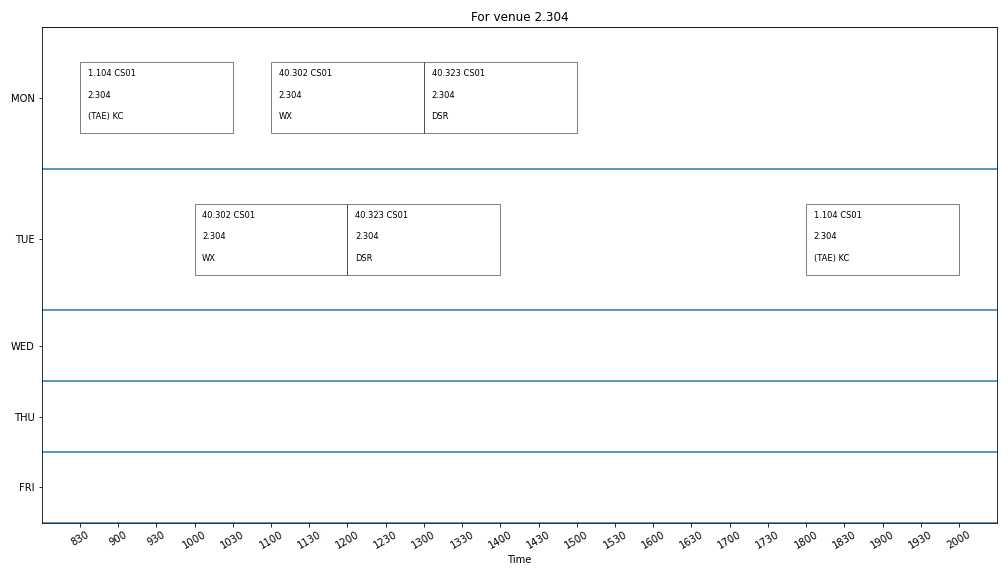 For venue 2.304
MON
1.104 CS01
2.304
(TAE) KC
40.302 CS01
2.304
WX
40.323 CS01
2.304
DSR
TUE
40.302 CS01
2.304
WX
40.323 CS01
2.304
DSR
1.104 CS01
2.304
(TAE) KC
WED
THU
FRI
830 900 930 1000 1030 1100 1130 1200 1230 1300 1330 1400 1430 1500 1530 1600 1630 1700 1730 1800 1830 1900 1930 2000
Time